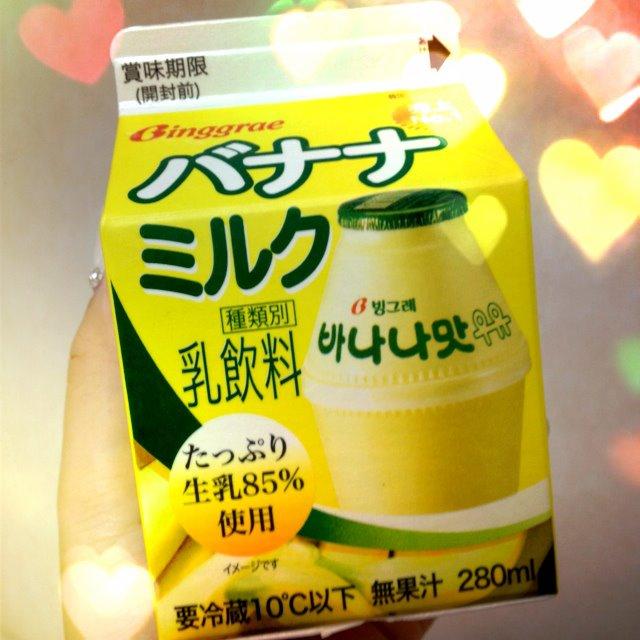 賞味期限
(開封前)
Binggrae
バナナ
ミルク
種類別
乳飲料
빙그레
바나나맛우유
たっぷり
生乳85%
使用
イメージです
要冷蔵10℃以下 無果汁 280ml